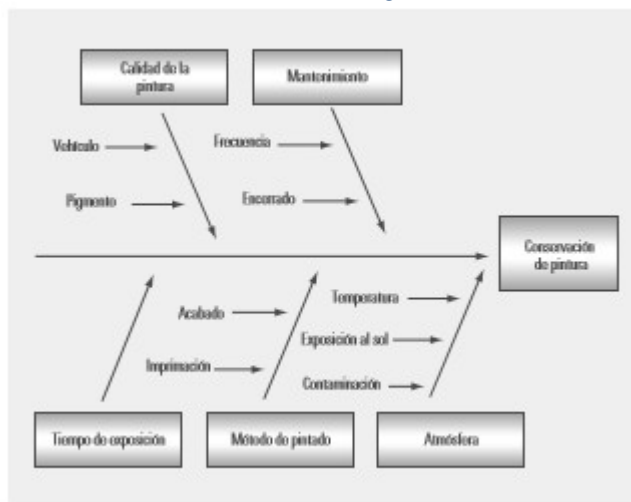 Calidad de la
pintura
Mantenimiento
Vehículo
Frecuencia
Pigmento
Encerrado
Conservación
de pintura
Temperatura
Acabado
Exposición al sol
Imprimación
Contaminación
Tiempo de exposición
Método de pintado
Atmósfera